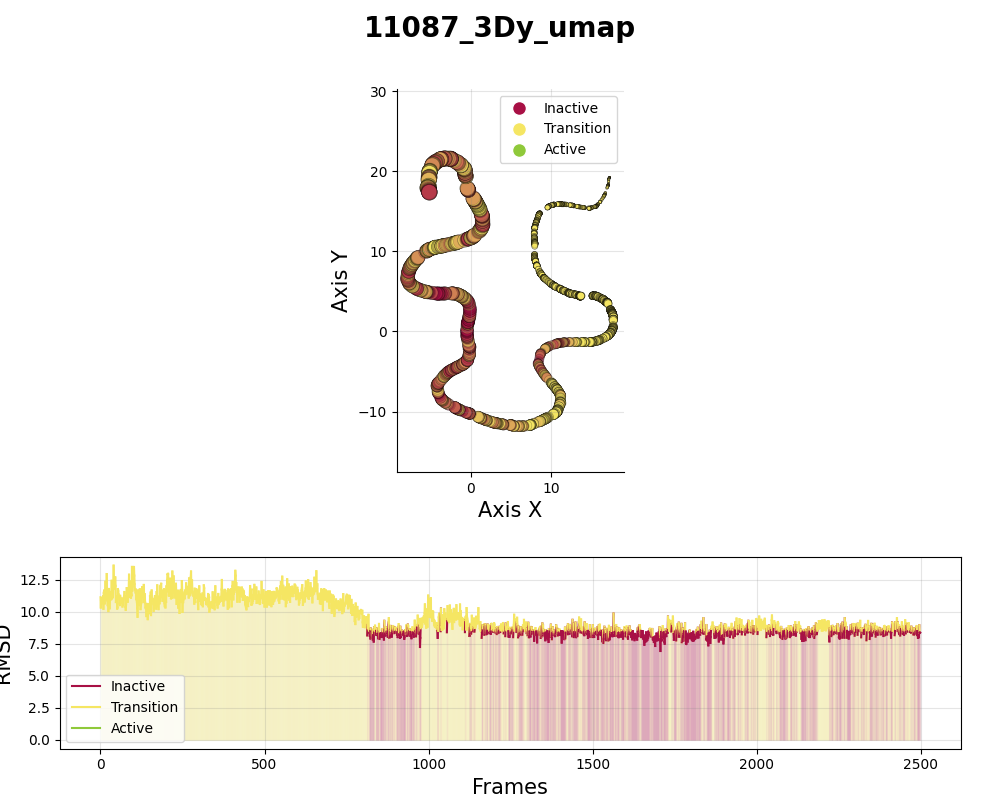 11087_3Dy_umap
30
20
10
0
−10
0
10
Axis Y
Axis X
Inactive
Transition
Active
12.5
10.0
7.5
5.0
2.5
0.0
RMSD
Inactive
Transition
Active
0
500
1000
1500
2000
2500
Frames